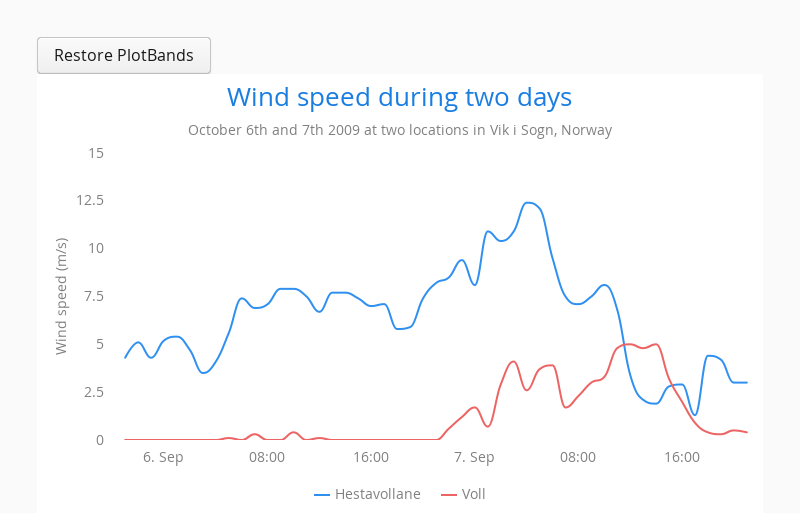 Restore PlotBands
Wind speed during two days
October 6th and 7th 2009 at two locations in Vik i Sogn, Norway
Wind speed (m/s)
15
12.5
10
7.5
5
2.5
0
6. Sep 08:00 16:00 7. Sep 08:00 16:00
Hestavollane Voll